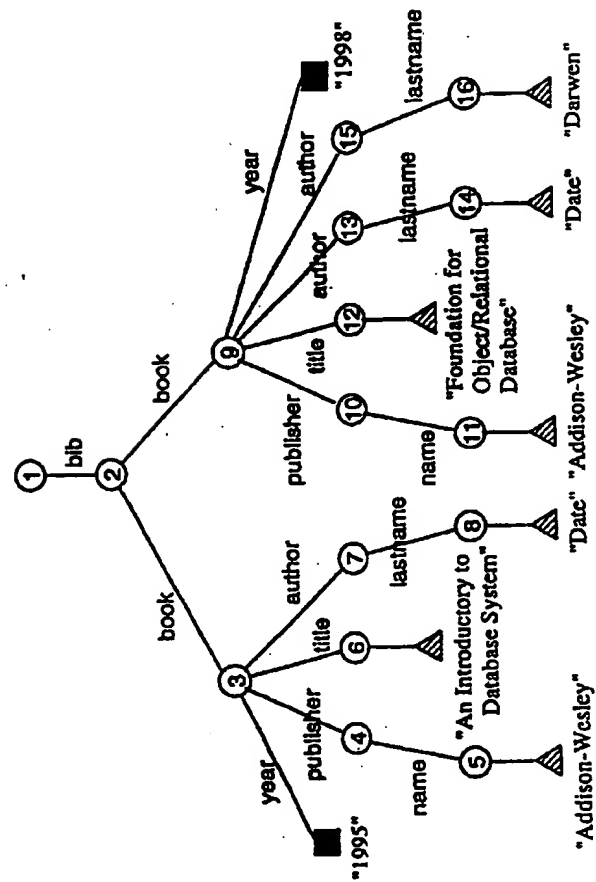 1
bib
2
book
book
3
9
year
publisher
title
author
publisher
title
author
author
year
"1995"
4
6
7
10
12
13
15
"1998"
name
lastname
name
lastname
lastname
5
"An Introductory to
Database System"
8
11
"Foundation for
Object/Relational
Database"
14
16
"Addison-Wesley"
"Date"
"Addison-Wesley"
"Date"
"Darwen"